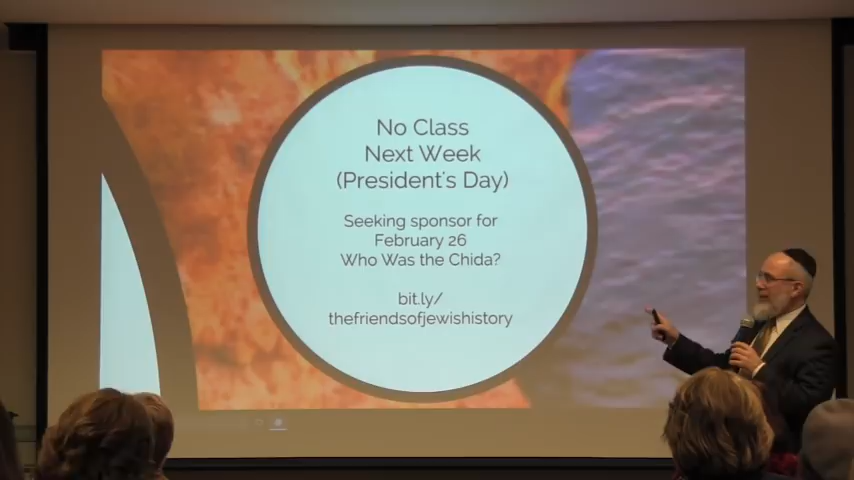 No Class
Next Week
(President's Day)
Seeking sponsor for
February 26
Who Was the Chida?
bit.ly/
thefriendsofjewishistory